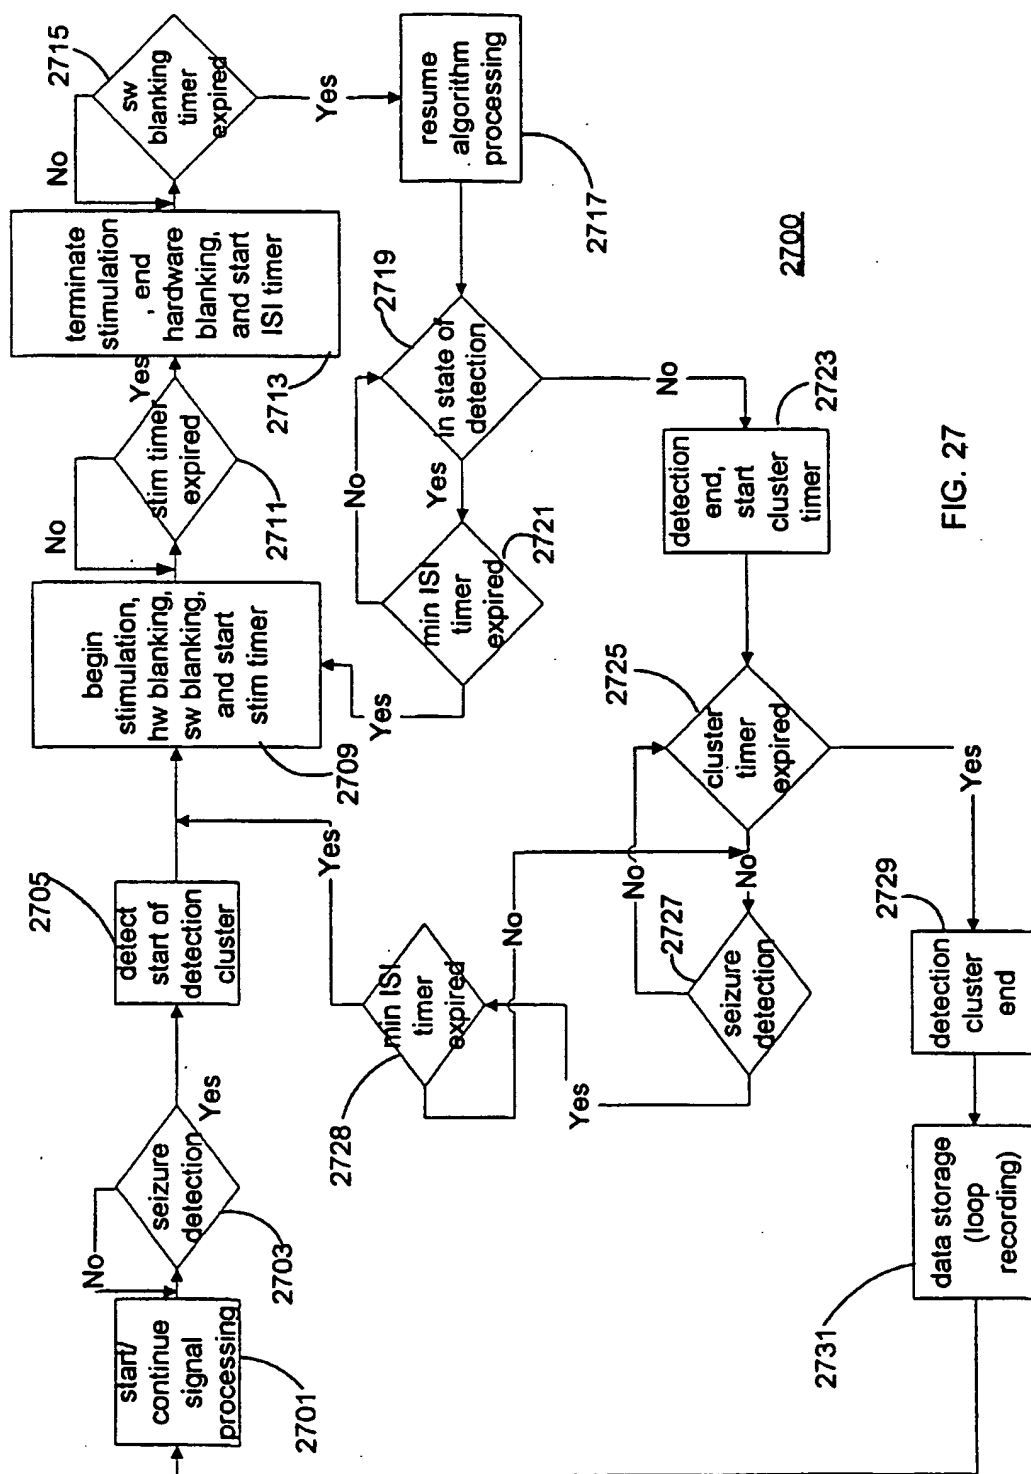 start/
continue
signal
processing
2701
No
seizure
detection
2703
Yes
detect
start of
detection
cluster
2705
begin
stimulation,
hw blanking,
sw blanking,
and start
stim timer
2709
No
stim timer
expired
2711
Yes
terminate
stimulation
, end
hardware
blanking,
and start
ISI timer
2713
No
sw
blanking
timer
expired
2715
Yes
resume
algorithm
processing
2717
in state of
detection
2719
Yes
No
min ISI
timer
expired
2721
No
Yes
detection
end,
start
cluster
timer
2723
cluster
timer
expired
2725
No
Yes
seizure
detection
2727
No
Yes
min ISI
timer
expired
2728
No
Yes
detection
cluster
end
2729
data storage
(loop
recording)
2731
2700
FIG. 27